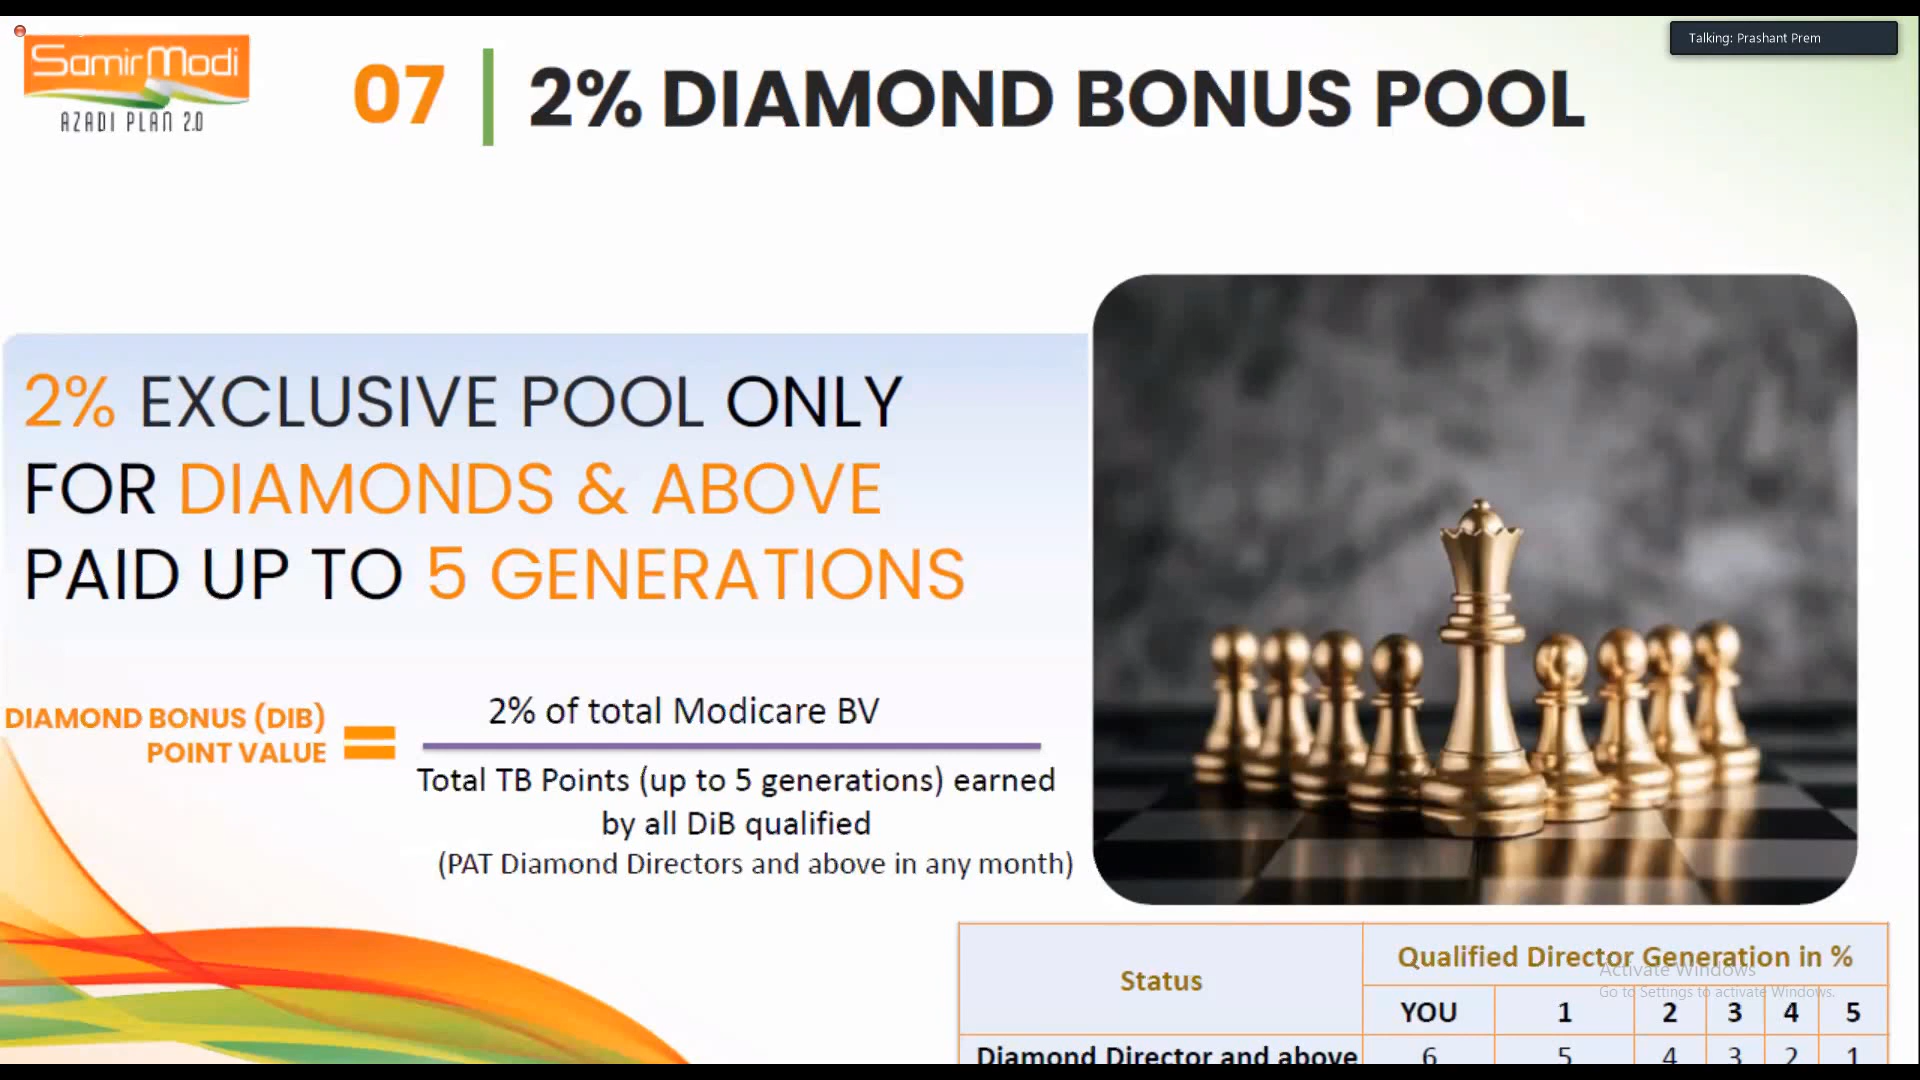 Talking: Prashant Prem
SamirModi
AZADI PLAN 2.0
07
2% DIAMOND BONUS POOL
2% EXCLUSIVE POOL ONLY
FOR DIAMONDS & ABOVE
PAID UP TO 5 GENERATIONS
DIAMOND BONUS (DIB)
POINT VALUE
=
2% of total Modicare BV
Total TB Points (up to 5 generations) earned
by all DiB qualified
(PAT Diamond Directors and above in any month)
Status
Qualified Director Generation in %
YOU 1 2 3 4 5
Diamond Director and above 6 5 4 3 2 1
Activate Windows
Go to Settings to activate Windows.